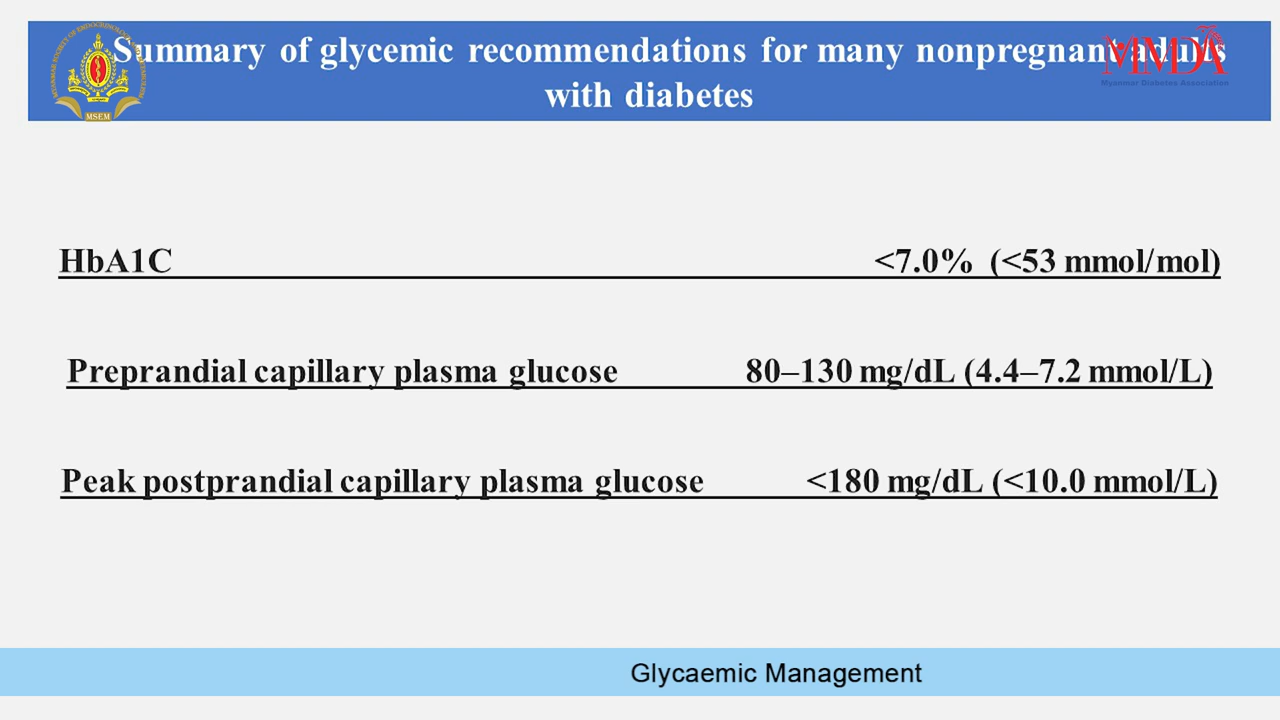 Summary of glycemic recommendations for many nonpregnant adults
with diabetes
MSEM
MMDA
Myanmar Diabetes Association
HbA1C <7.0% (<53 mmol/mol)
Preprandial capillary plasma glucose 80–130 mg/dL (4.4–7.2 mmol/L)
Peak postprandial capillary plasma glucose <180 mg/dL (<10.0 mmol/L)
Glycaemic Management